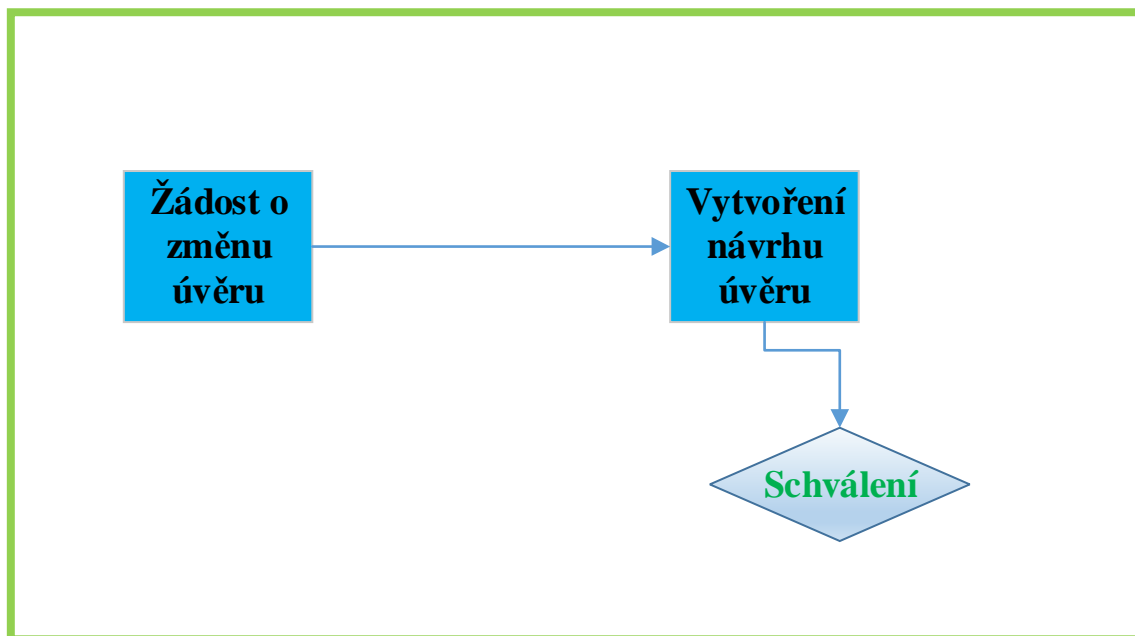 Žádost o
změnu
úvěru
Vytvoření
návrhu
úvěru
Schválení